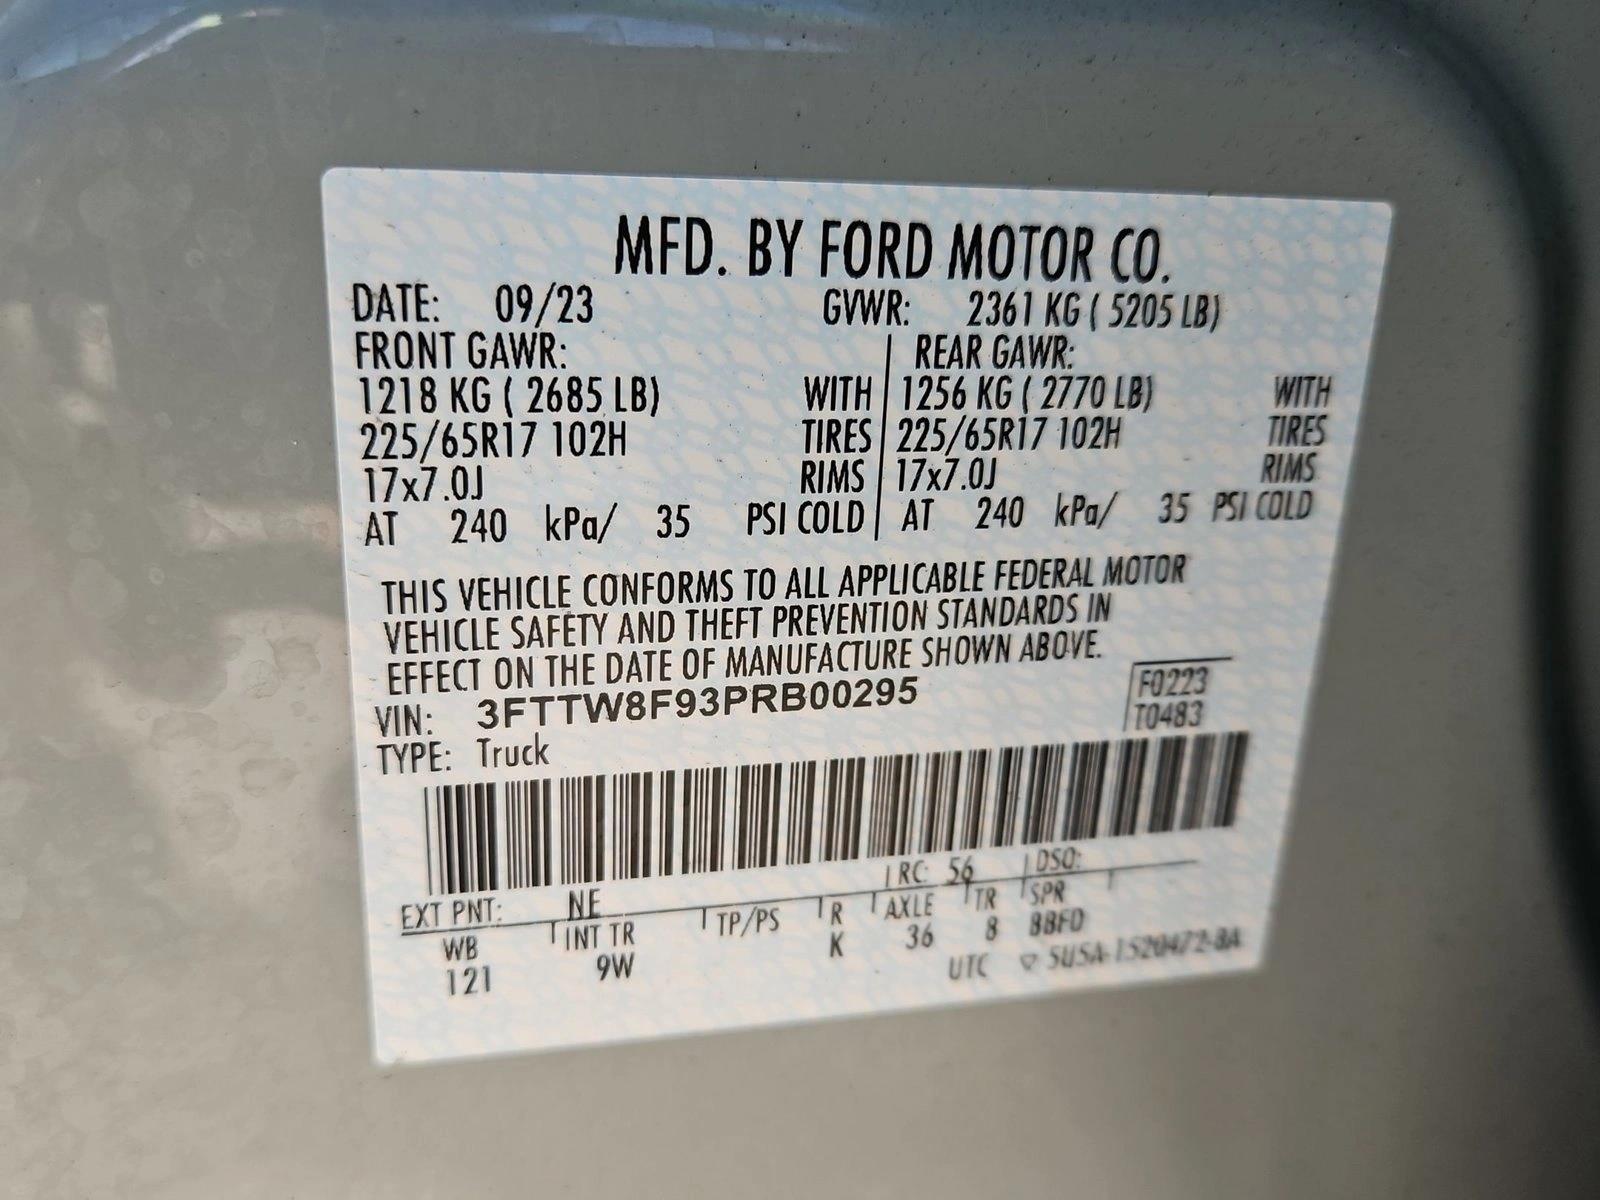 MFD. BY FORD MOTOR CO.
DATE: 09/23 GVWR: 2361 KG ( 5205 LB)
FRONT GAWR: REAR GAWR:
1218 KG ( 2685 LB) WITH 1256 KG ( 2770 LB) WITH
225/65R17 102H TIRES 225/65R17 102H TIRES
17x7.0J RIMS 17x7.0J RIMS
AT 240 kPa/ 35 PSI COLD AT 240 kPa/ 35 PSI COLD
THIS VEHICLE CONFORMS TO ALL APPLICABLE FEDERAL MOTOR
VEHICLE SAFETY AND THEFT PREVENTION STANDARDS IN
EFFECT ON THE DATE OF MANUFACTURE SHOWN ABOVE.
VIN: 3FTTW8F93PRB00295 F0223
TYPE: Truck T0483
EXT PNT: NE RC: 56 DSO:
WB INT TR TP/PS R AXLE TR SPR
121 9W K 36 8 8BFD
UTC